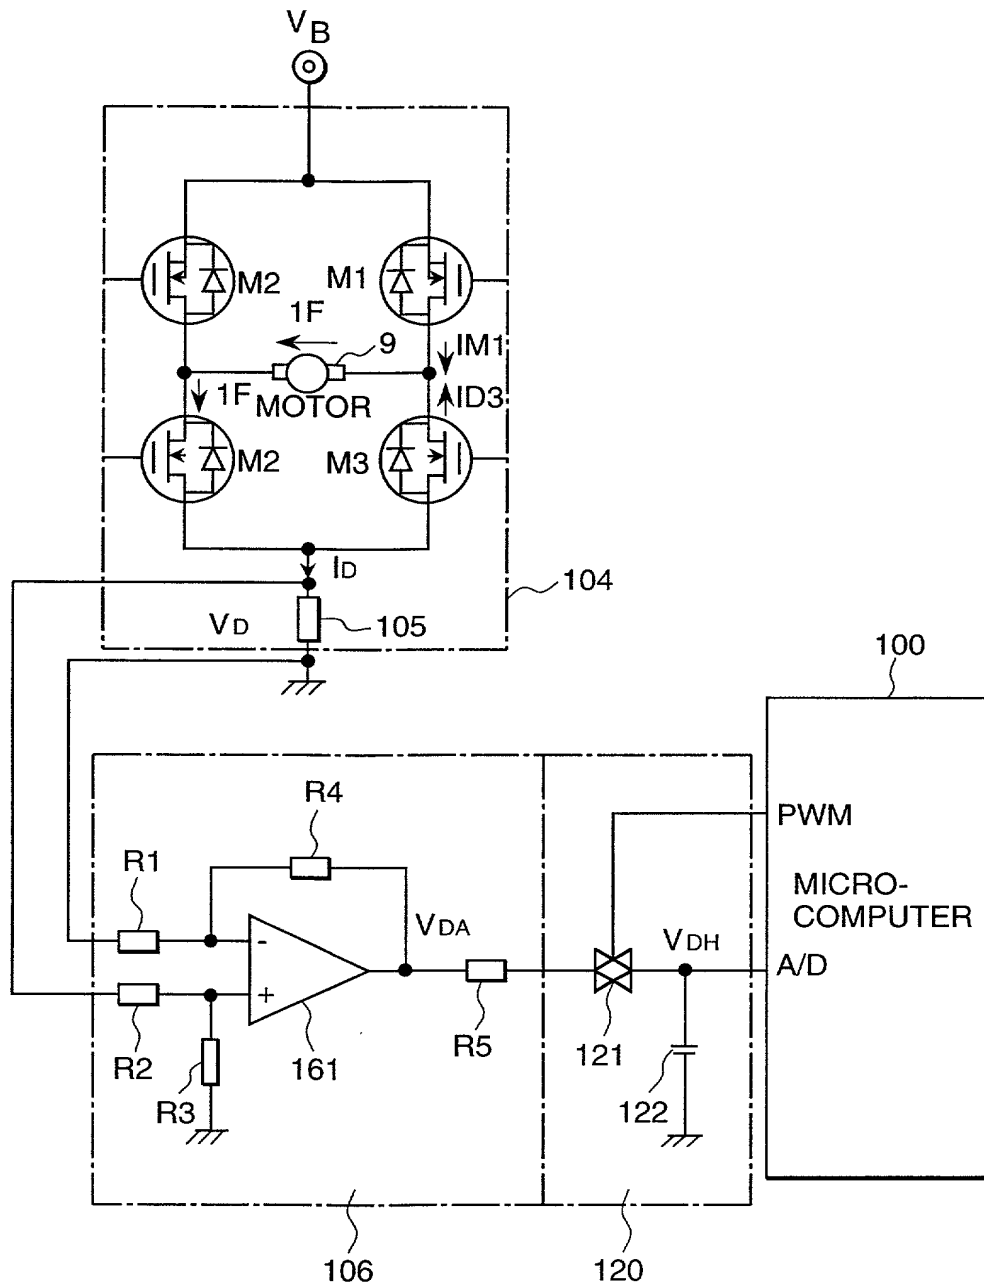 VB
M2
M1
1F
9
IM1
1F
MOTOR
ID3
M2
M3
ID
104
VD
105
100
R4
PWM
R1
MICRO-
COMPUTER
VDA
VDH
A/D
-
+
R2
R3
161
R5
121
122
106
120